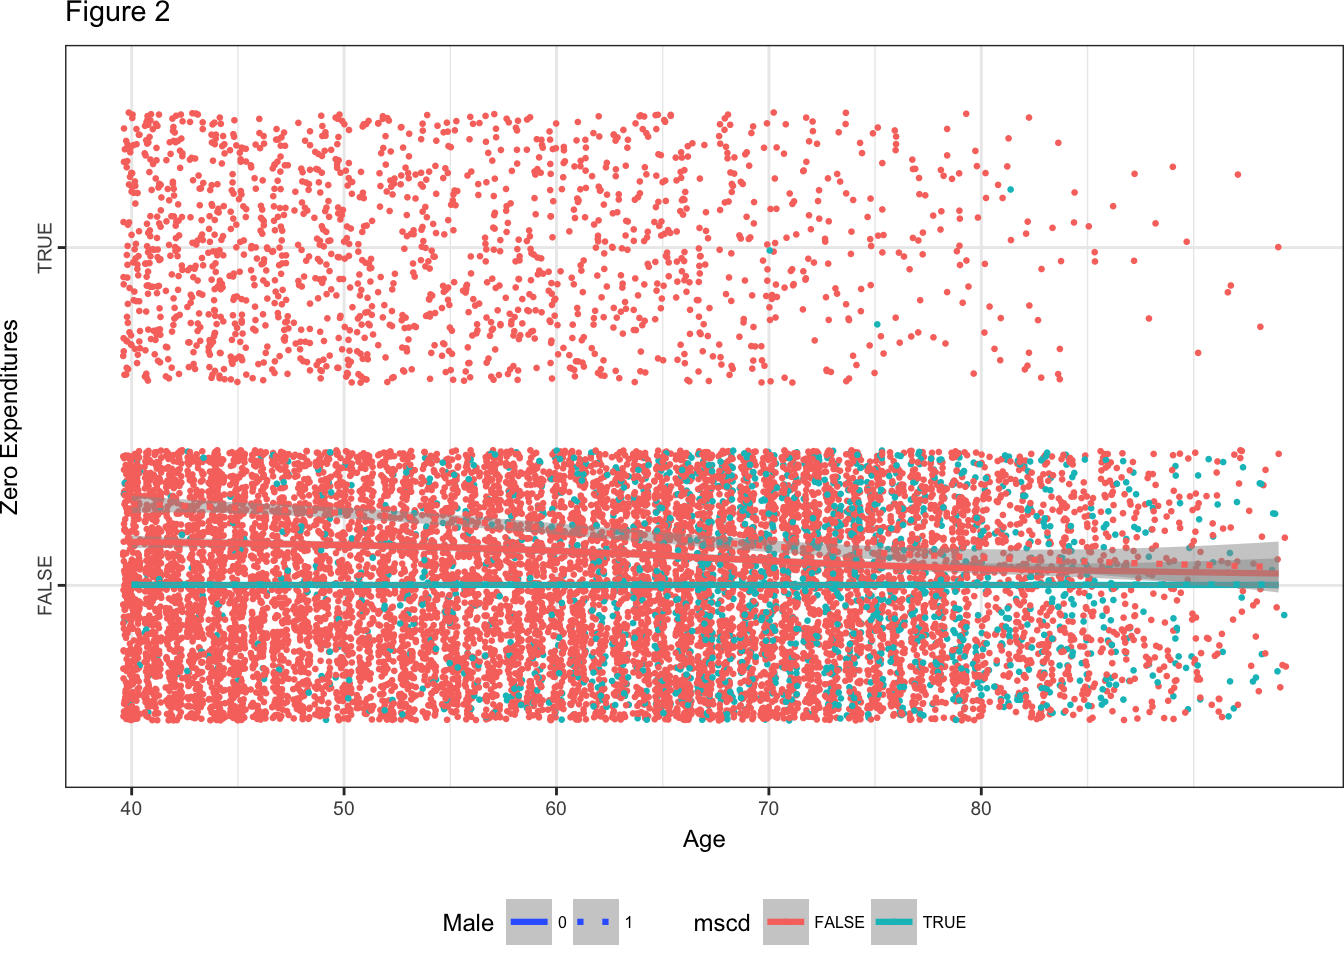 Figure 2
Zero Expenditures
TRUE
FALSE
40 50 60 70 80
Age
Male 0 1 mscd FALSE TRUE